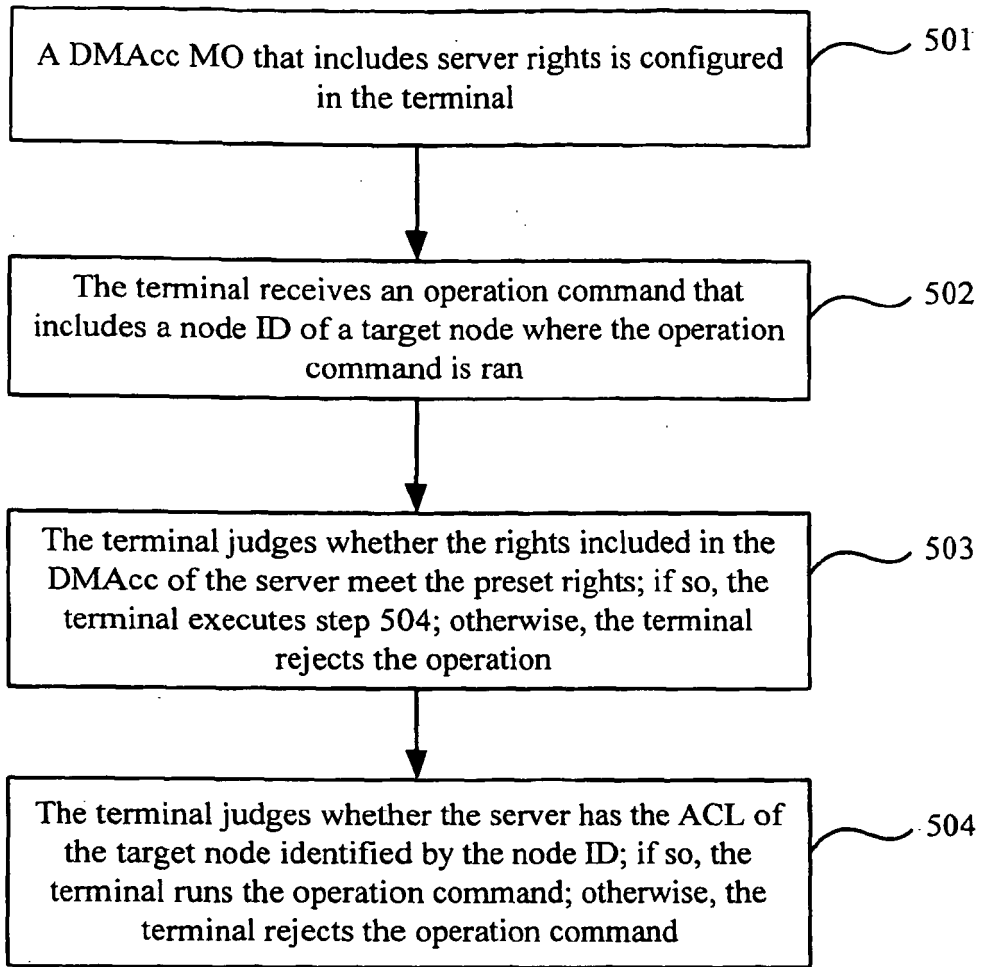 A DMAcc MO that includes server rights is configured
in the terminal
501
The terminal receives an operation command that
includes a node ID of a target node where the operation
command is ran
502
The terminal judges whether the rights included in the
DMAcc of the server meet the preset rights; if so, the
terminal executes step 504; otherwise, the terminal
rejects the operation
503
The terminal judges whether the server has the ACL of
the target node identified by the node ID; if so, the
terminal runs the operation command; otherwise, the
terminal rejects the operation command
504